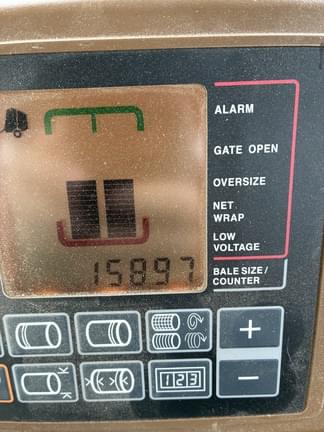 ALARM
GATE OPEN
OVERSIZE
NET
WRAP
LOW
VOLTAGE
15897
BALE SIZE /
COUNTER
+
123
−